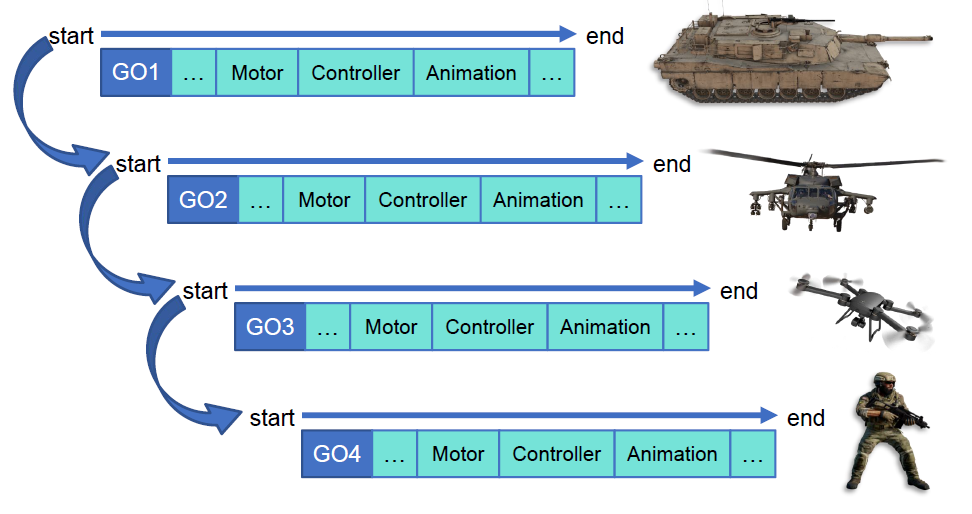 start end
GO1 … Motor Controller Animation …
start end
GO2 … Motor Controller Animation …
start end
GO3 … Motor Controller Animation …
start end
GO4 … Motor Controller Animation …